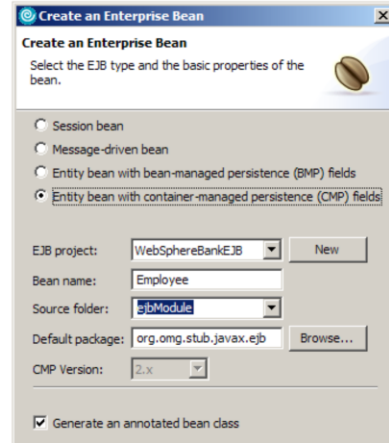 Create an Enterprise Bean
Create an Enterprise Bean
Select the EJB type and the basic properties of the
bean.
Session bean
Message-driven bean
Entity bean with bean-managed persistence (BMP) fields
Entity bean with container-managed persistence (CMP) fields
EJB project: WebSphereBankEJB New
Bean name: Employee
Source folder: ejbModule
Default package: org.omg.stub.javax.ejb Browse...
CMP Version: 2.x
Generate an annotated bean class